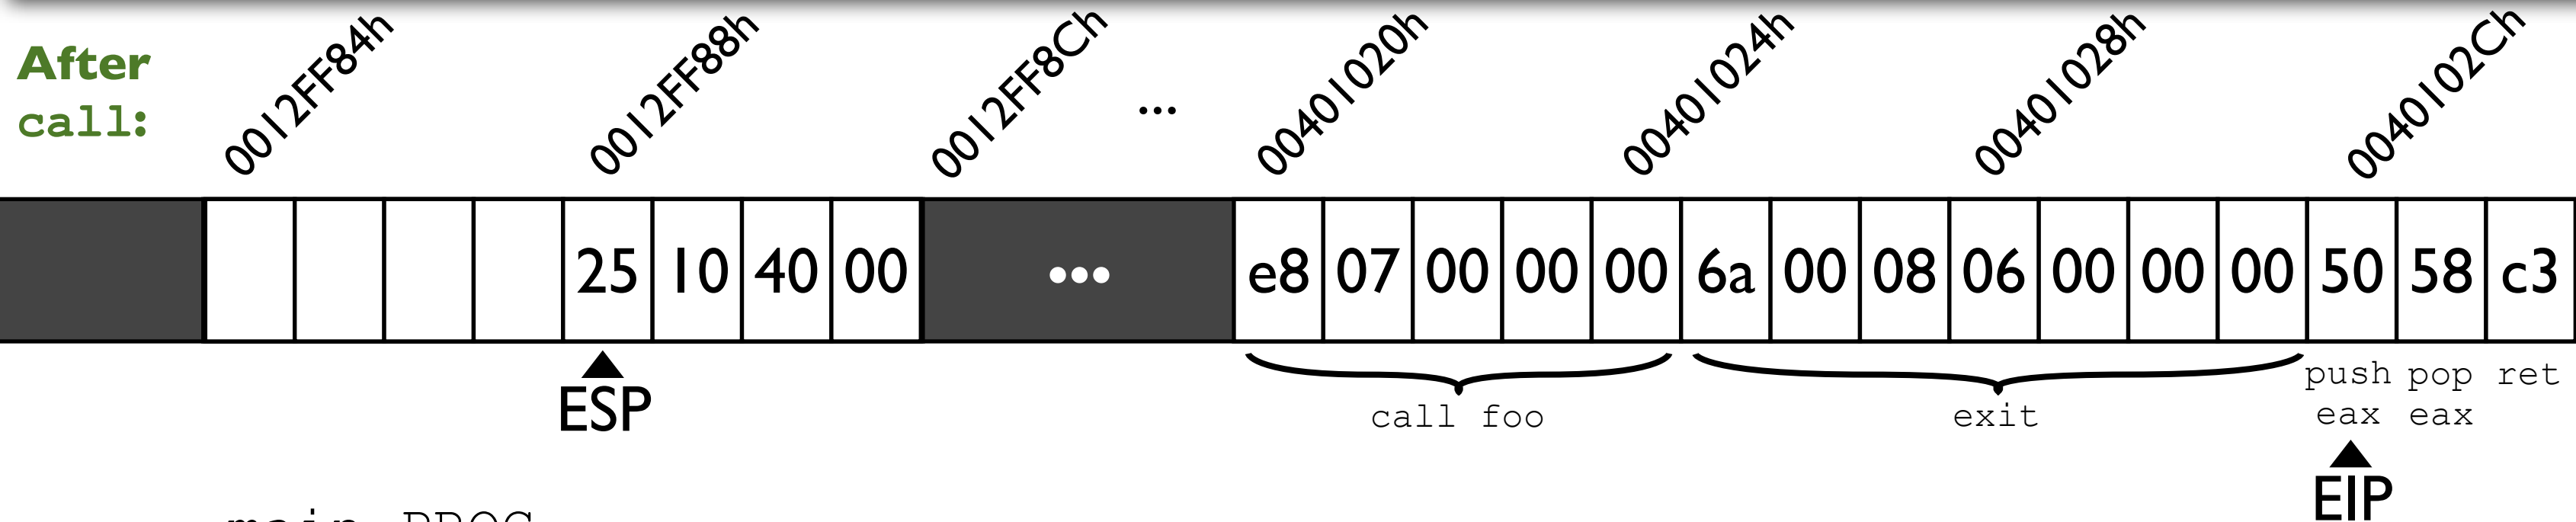 After
call:
0012FF84h
0012FF88h
0012FF8Ch
...
00401020h
00401024h
00401028h
0040102Ch
25 10 40 00 ••• e8 07 00 00 00 6a 00 08 06 00 00 00 50 58 c3
ESP
call foo
exit
push
eax
pop
eax
ret
EIP
main PROC